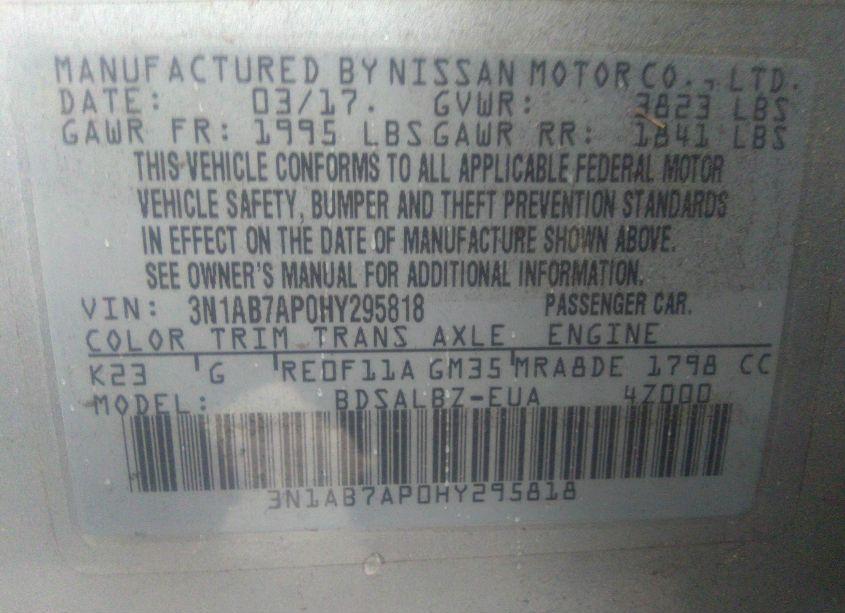 MANUFACTURED BY NISSAN MOTOR CO., LTD.
DATE: 03/17. GVWR: 3823 LBS
GAWR FR: 1995 LBS GAWR RR: 1841 LBS
THIS VEHICLE CONFORMS TO ALL APPLICABLE FEDERAL MOTOR
VEHICLE SAFETY, BUMPER AND THEFT PREVENTION STANDARDS
IN EFFECT ON THE DATE OF MANUFACTURE SHOWN ABOVE.
SEE OWNER'S MANUAL FOR ADDITIONAL INFORMATION.
VIN: 3N1AB7AP0HY295818 PASSENGER CAR.
COLOR TRIM TRANS AXLE ENGINE
K23 G RE0F11A GM35 MRA8DE 1798 CC
MODEL: BDSALBZ-EUA 4Z000
3N1AB7AP0HY295818